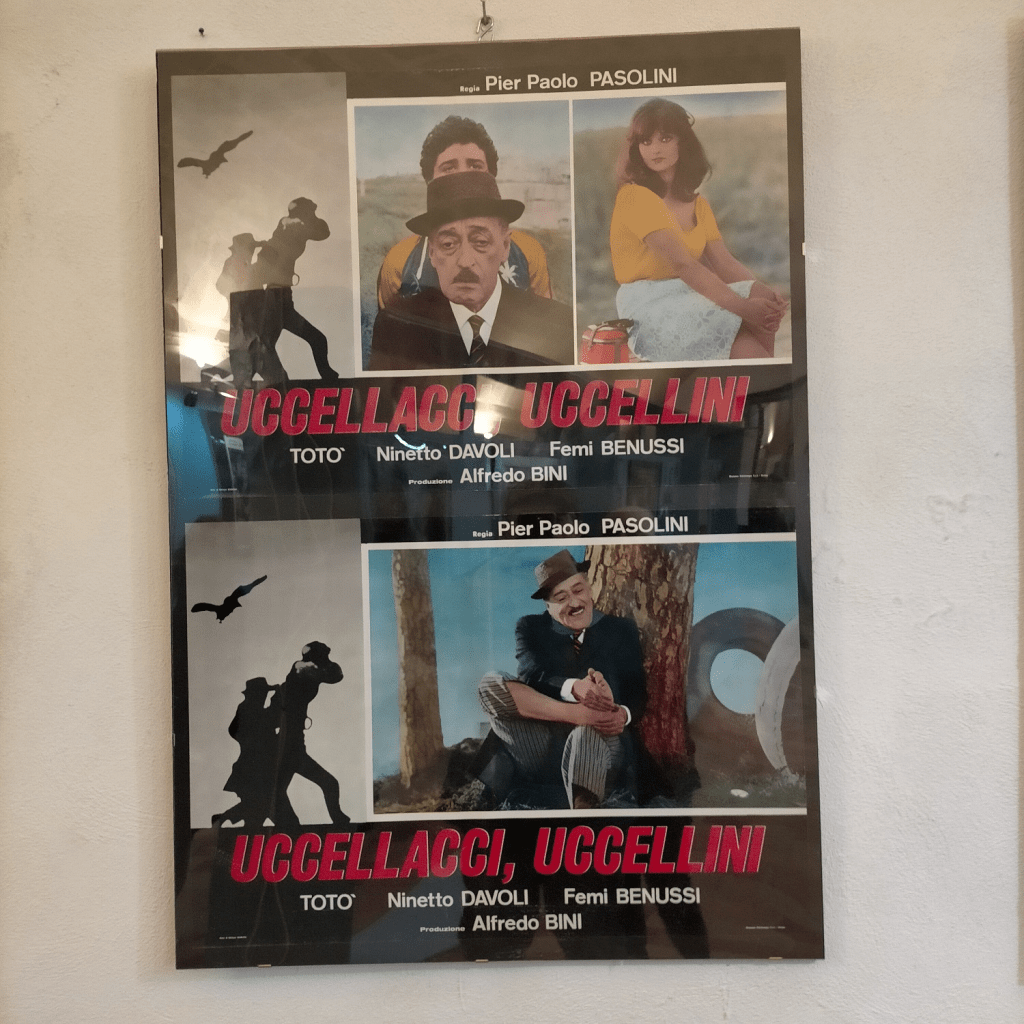 Regia Pier Paolo PASOLINI
UCCELLACCI, UCCELLINI
TOTO` Ninetto DAVOLI Femi BENUSSI
Produzione Alfredo BINI
Regia Pier Paolo PASOLINI
UCCELLACCI, UCCELLINI
TOTO` Ninetto DAVOLI Femi BENUSSI
Produzione Alfredo BINI